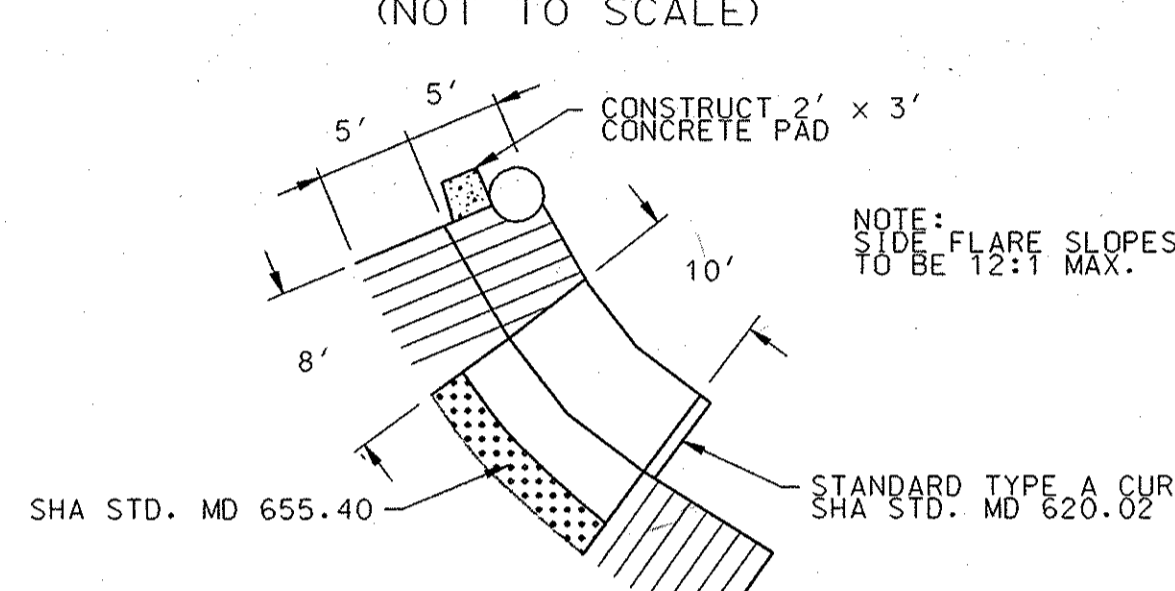 (NOT TO SCALE)
5'
5'
CONSTRUCT 2' x 3'
CONCRETE PAD
NOTE:
SIDE FLARE SLOPES
TO BE 12:1 MAX.
10'
8'
SHA STD. MD 655.40
STANDARD TYPE A CUR
SHA STD. MD 620.02